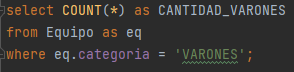 select COUNT(*) as CANTIDAD_VARONES
from Equipo as eq
where eq.categoria = 'VARONES';